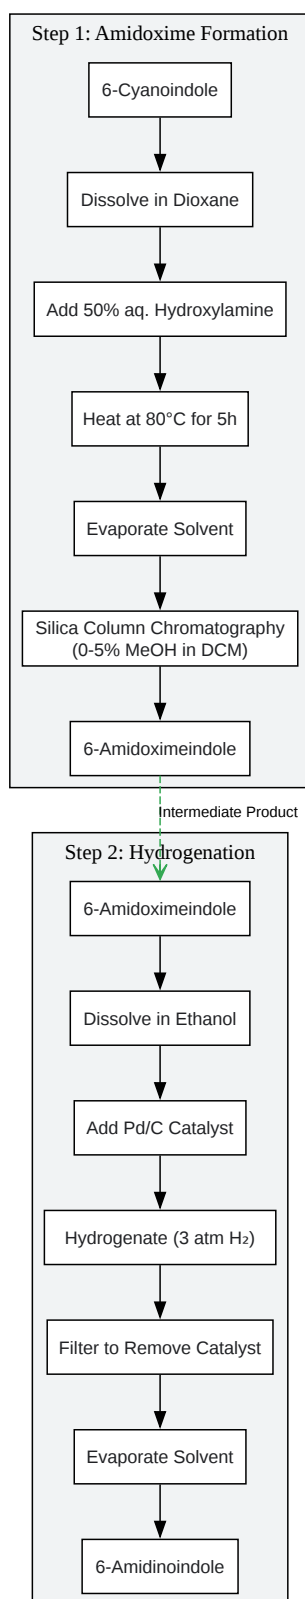 Step 1: Amidoxime Formation
6-Cyanoindole
Dissolve in Dioxane
Add 50% aq. Hydroxylamine
Heat at 80°C for 5h
Evaporate Solvent
Silica Column Chromatography
(0-5% MeOH in DCM)
6-Amidoximeindole
Intermediate Product
Step 2: Hydrogenation
6-Amidoximeindole
Dissolve in Ethanol
Add Pd/C Catalyst
Hydrogenate (3 atm H₂)
Filter to Remove Catalyst
Evaporate Solvent
6-Amidinoindole